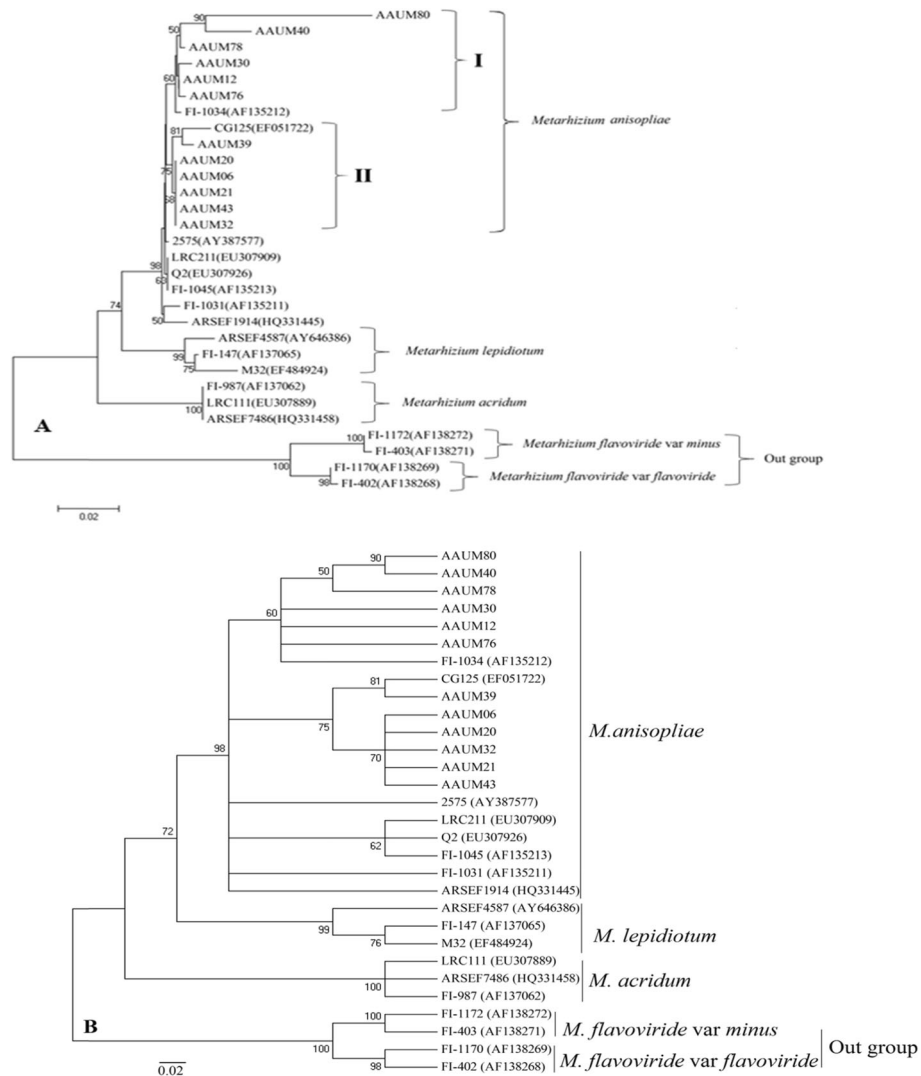 90
AAUM80
50
AAUM40
AAUM78
AAUM30
60
AAUM12
AAUM76
FI-1034(AF135212)
I
Metarhizium anisopliae
81
CG125(EF051722)
AAUM39
75
AAUM20
AAUM06
AAUM21
68
AAUM43
AAUM32
II
2575(AY387577)
LRC211(EU307909)
98
Q2(EU307926)
60
FI-1045(AF135213)
FI-1031(AF135211)
50
ARSEF1914(HQ331445)
74
ARSEF4587(AY646386)
99
FI-147(AF137065)
75
M32(EF484924)
Metarhizium lepidiotum
FI-987(AF137062)
LRC111(EU307889)
100
ARSEF7486(HQ331458)
Metarhizium acridum
A
100
FI-1172(AF138272)
FI-403(AF138271)
Metarhizium flavoviride var minus
100
FI-1170(AF138269)
98
FI-402(AF138268)
Metarhizium flavoviride var flavoviride
Out group
0.02
90
AAUM80
50
AAUM40
AAUM78
60
AAUM30
AAUM12
AAUM76
FI-1034 (AF135212)
81
CG125 (EF051722)
AAUM39
75
AAUM06
AAUM20
AAUM32
70
AAUM21
AAUM43
98
2575 (AY387577)
LRC211 (EU307909)
Q2 (EU307926)
62
FI-1045 (AF135213)
FI-1031 (AF135211)
ARSEF1914 (HQ331445)
M.anisopliae
72
ARSEF4587 (AY646386)
99
FI-147 (AF137065)
76
M32 (EF484924)
M. lepidiotum
LRC111 (EU307889)
ARSEF7486 (HQ331458)
100
FI-987 (AF137062)
M. acridum
B
100
FI-1172 (AF138272)
FI-403 (AF138271)
M. flavoviride var minus
100
FI-1170 (AF138269)
98
FI-402 (AF138268)
M. flavoviride var flavoviride
Out group
0.02